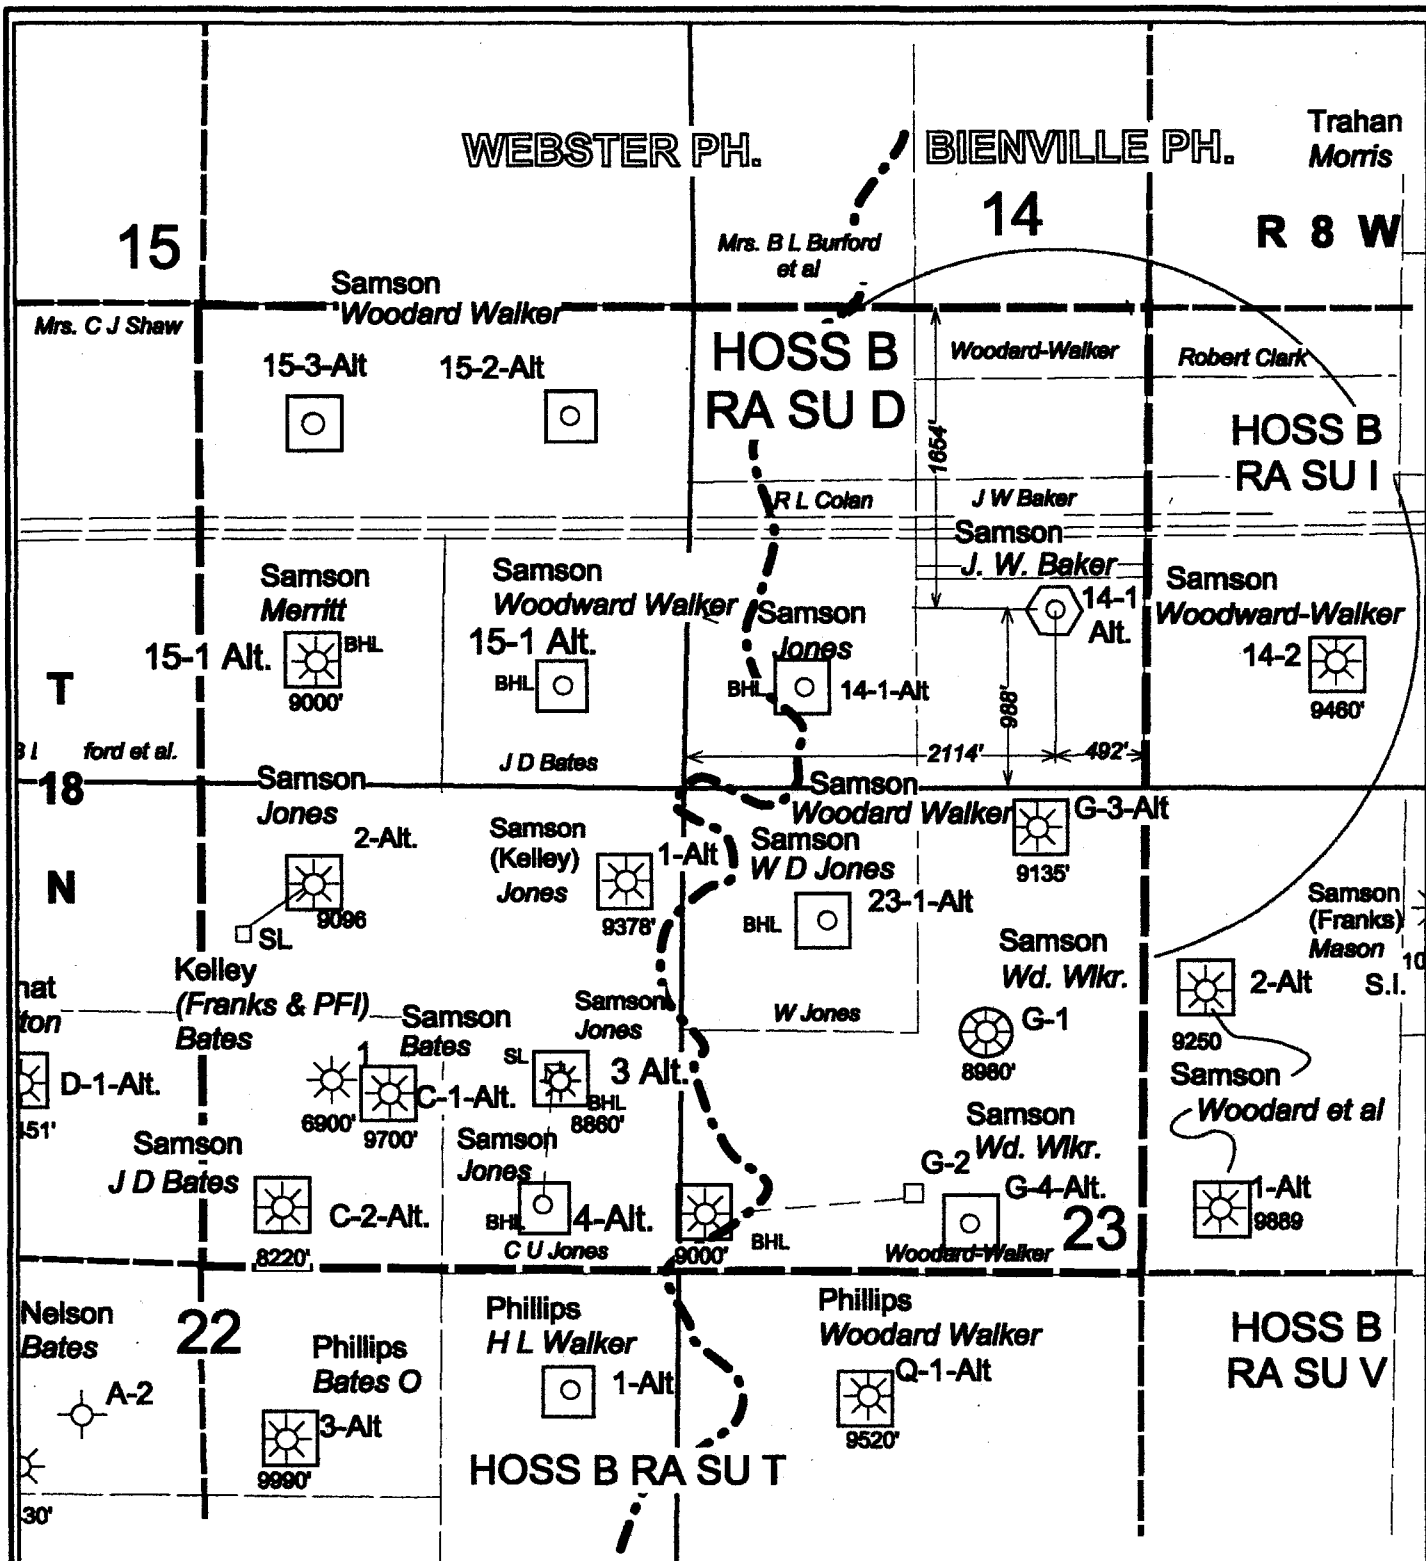 WEBSTER PH.
BIENVILLE PH.
Trahan
Morris
14
15
R 8 W
Mrs. B L Burford
et al
Samson
Woodard Walker
Mrs. C J Shaw
HOSS B
RA SU D
Woodard-Walker
Robert Clark
15-3-Alt
15-2-Alt
1654'
HOSS B
RA SU I
R L Colan
J W Baker
Samson
J. W. Baker
14-1
Alt.
Samson
Merritt
15-1 Alt.
BHL
9000'
Samson
Woodward Walker
15-1 Alt.
BHL
Samson
Jones
BHL
14-1-Alt
Samson
Woodward-Walker
14-2
9460'
988'
T
18
N
ford et al.
J D Bates
2114'
492'
Samson
Jones
2-Alt.
9096
SL
Samson
(Kelley)
Jones
1-Alt
9378'
Samson
Woodard Walker
G-3-Alt
9135'
Samson
W D Jones
23-1-Alt
BHL
Samson
(Franks)
Mason
S.I.
10
Samson
Wd. Wlkr.
G-1
8980'
2-Alt
9250
Kelley
(Franks & PFI)
Bates
1
6900'
nat
ton
D-1-Alt.
451'
Samson
Bates
C-1-Alt.
9700'
Samson
Jones
SL
3 Alt.
BHL
8860'
W Jones
Samson
Woodard et al
1-Alt
9889
Samson
J D Bates
C-2-Alt.
8220'
Samson
Jones
BHL
4-Alt.
C U Jones
9000'
BHL
G-2
Samson
Wd. Wlkr.
G-4-Alt.
23
Woodard-Walker
Nelson
Bates
A-2
22
Phillips
Bates O
3-Alt
9990'
Phillips
H L Walker
1-Alt
Phillips
Woodard Walker
Q-1-Alt
9520'
HOSS B
RA SU V
HOSS B RA SU T
30'